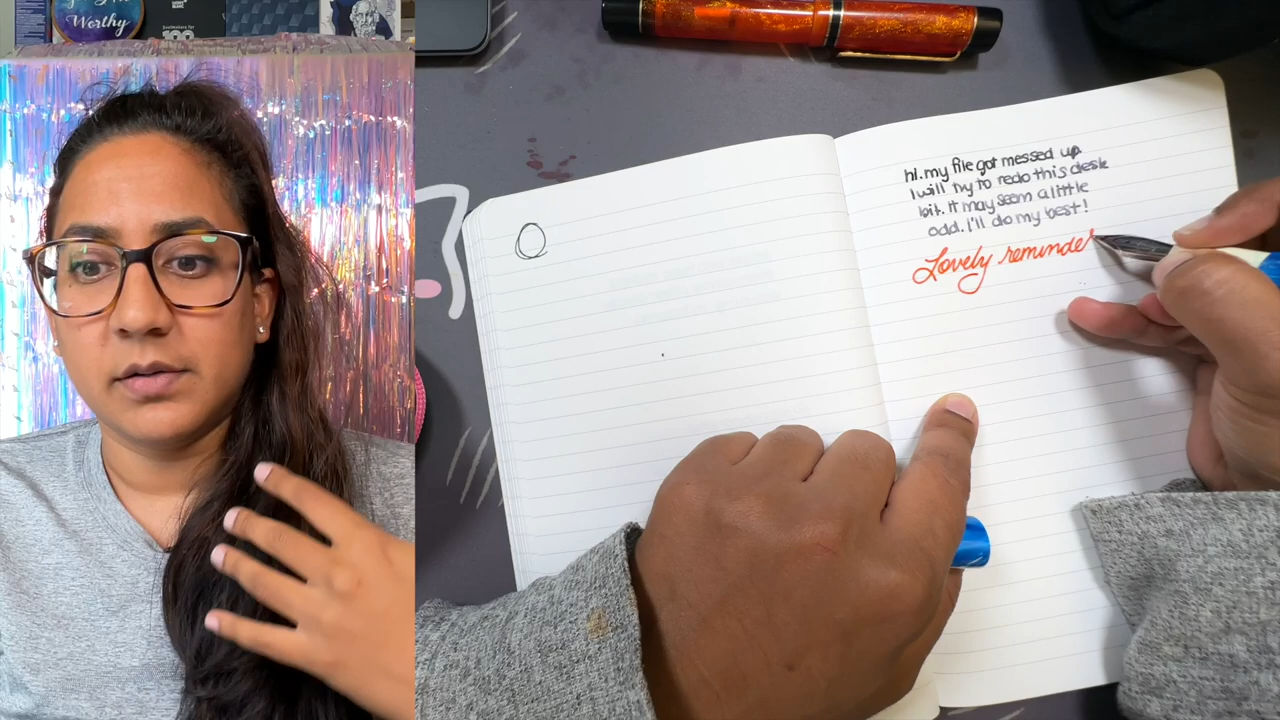 Worthy
100
hi. my file got messed up.
I will try to redo this desk
bit. It may seem a little
odd. I'll do my best!
Lovely reminder